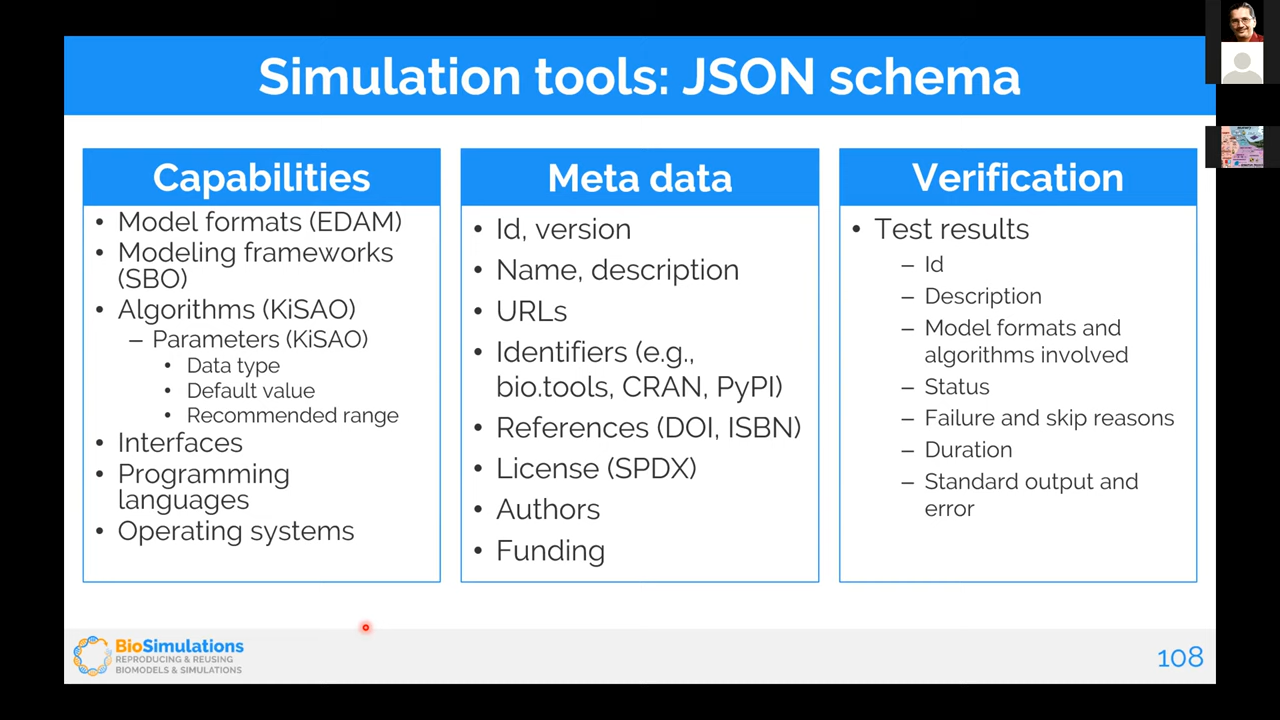 Simulation tools: JSON schema
Capabilities
• Model formats (EDAM)
• Modeling frameworks
(SBO)
• Algorithms (KiSAO)
– Parameters (KiSAO)
• Data type
• Default value
• Recommended range
• Interfaces
• Programming
languages
• Operating systems
Meta data
• Id, version
• Name, description
• URLs
• Identifiers (e.g.,
bio.tools, CRAN, PyPI)
• References (DOI, ISBN)
• License (SPDX)
• Authors
• Funding
Verification
• Test results
– Id
– Description
– Model formats and
algorithms involved
– Status
– Failure and skip reasons
– Duration
– Standard output and
error
BioSimulations
REPRODUCING & REUSING
BIOMODELS & SIMULATIONS
108